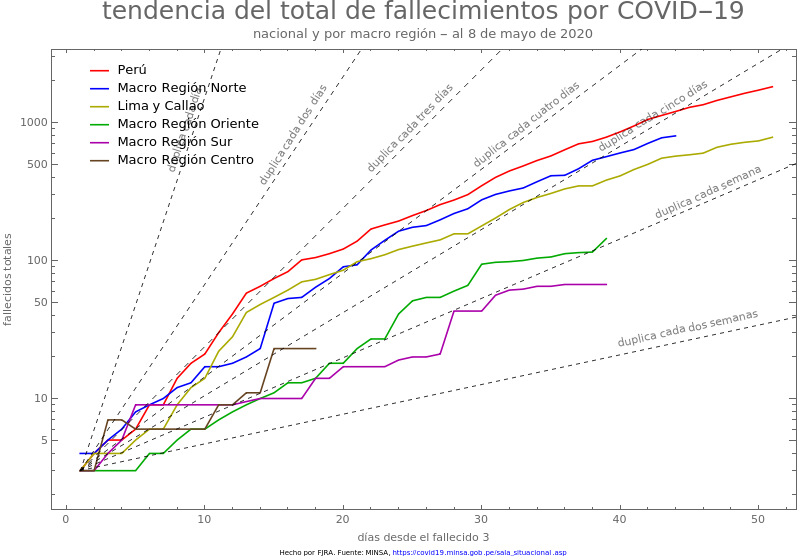 tendencia del total de fallecimientos por COVID−19
nacional y por macro región − al 8 de mayo de 2020
Perú
Macro Región Norte
Lima y Callao
Macro Región Oriente
Macro Región Sur
Macro Región Centro
duplica cada día
duplica cada dos días
duplica cada tres días
duplica cada cuatro días
duplica cada cinco días
duplica cada semana
duplica cada dos semanas
fallecidos totales
1000
500
100
50
10
5
0 10 20 30 40 50
días desde el fallecido 3
Hecho por FJRA. Fuente: MINSA, https://covid19.minsa.gob.pe/sala_situacional.asp